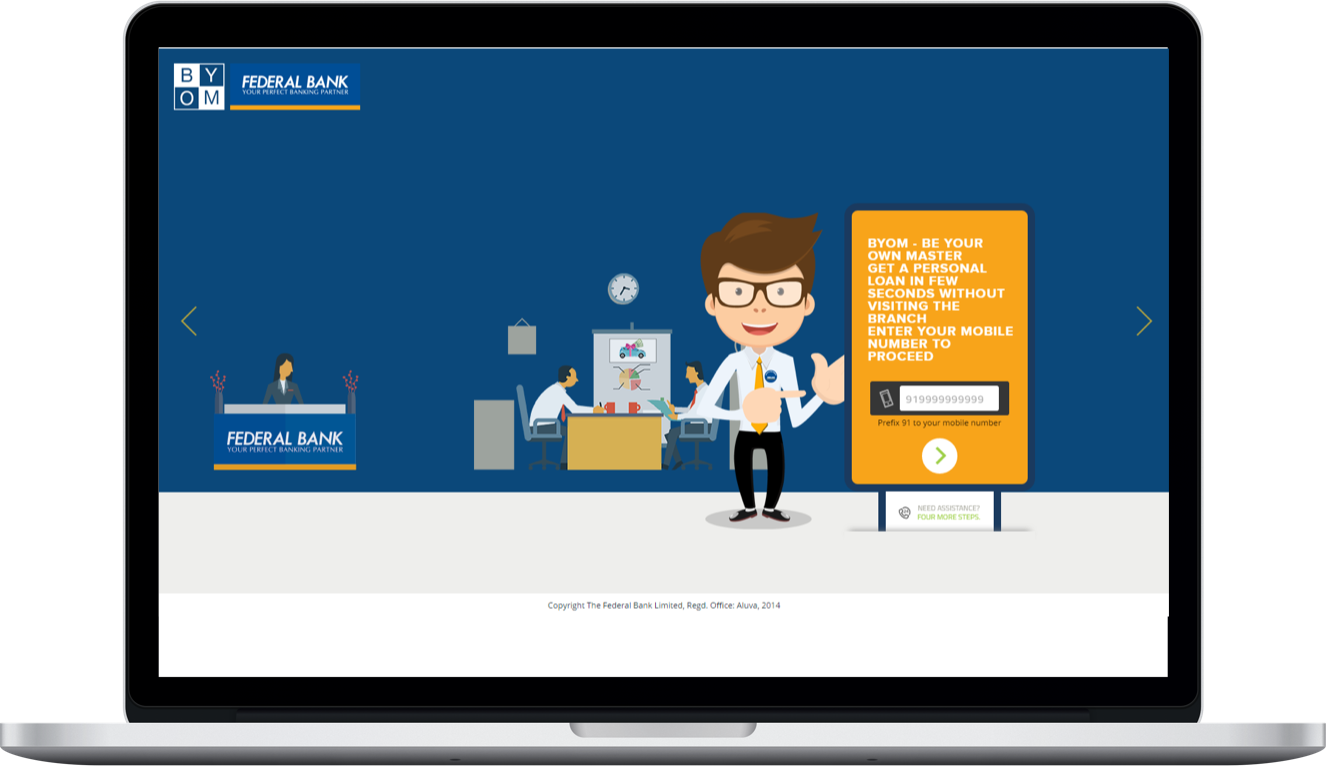 B Y
O M
FEDERAL BANK
YOUR PERFECT BANKING PARTNER
BYOM - BE YOUR
OWN MASTER
GET A PERSONAL
LOAN IN FEW
SECONDS WITHOUT
VISITING THE
BRANCH
ENTER YOUR MOBILE
NUMBER TO
PROCEED
919999999999
Prefix 91 to your mobile number
FEDERAL BANK
YOUR PERFECT BANKING PARTNER
NEED ASSISTANCE?
FOUR MORE STEPS.
Copyright The Federal Bank Limited, Regd. Office: Aluva, 2014